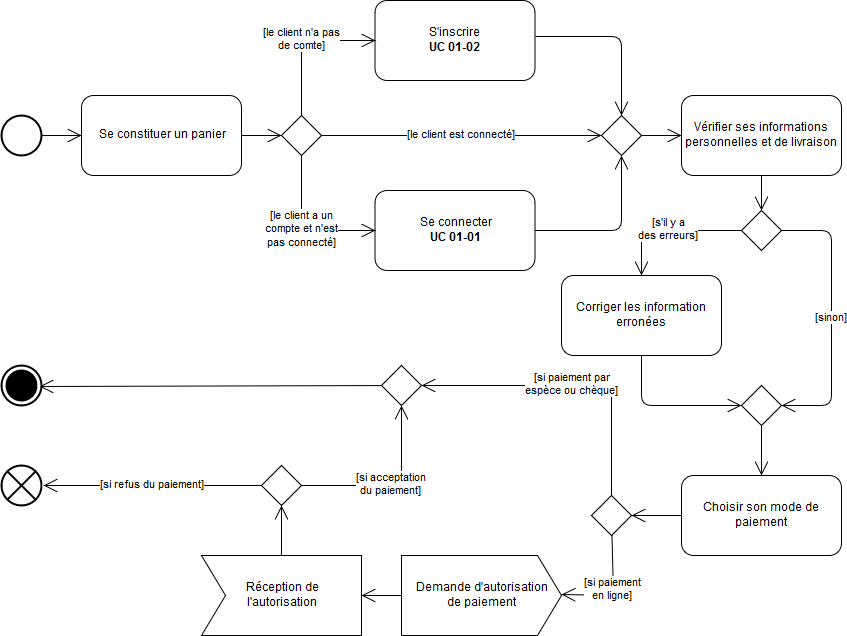 [le client n'a pas
de comte]
S'inscrire
UC 01-02
Se constituer un panier
[le client est connecté]
Vérifier ses informations
personnelles et de livraison
[le client a un
compte et n'est
pas connecté]
Se connecter
UC 01-01
[s'il y a
des erreurs]
Corriger les information
erronées
[sinon]
[si paiement par
espèce ou chèque]
[si refus du paiement]
[si acceptation
du paiement]
Choisir son mode de
paiement
Réception de
l'autorisation
Demande d'autorisation
de paiement
[si paiement
en ligne]